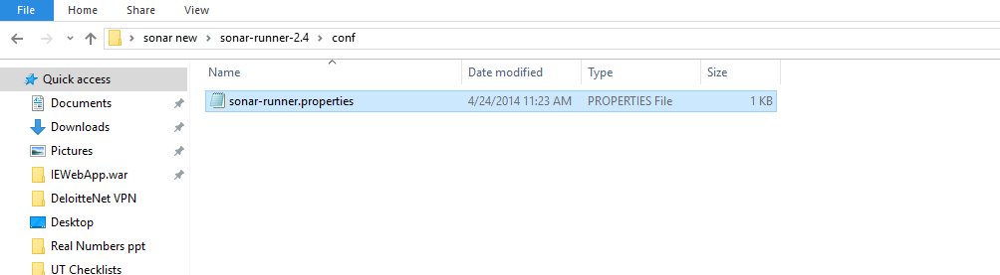 File Home Share View
sonar new sonar-runner-2.4 conf
Name Date modified Type Size
Quick access
sonar-runner.properties 4/24/2014 11:23 AM PROPERTIES File 1 KB
Documents
Downloads
Pictures
IEWebApp.war
DeloitteNet VPN
Desktop
Real Numbers ppt
UT Checklists